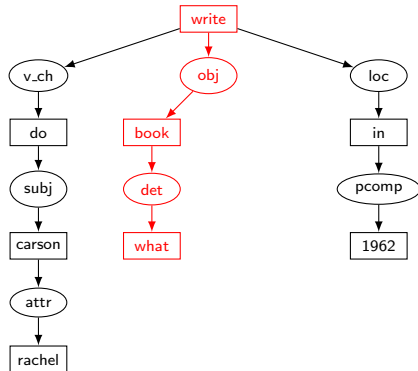 write
v_ch obj loc
do book in
subj det pcomp
carson what 1962
attr
rachel